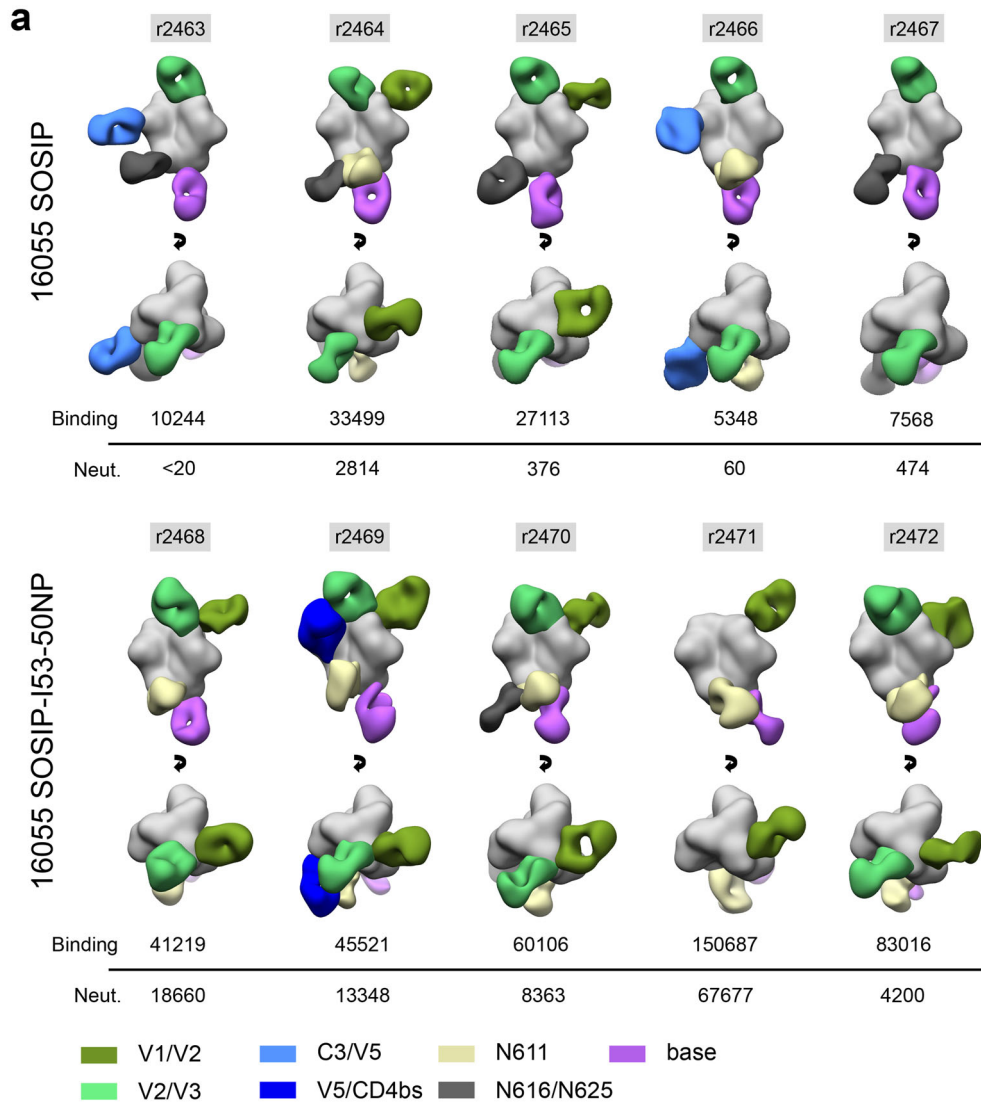 a
r2463 r2464 r2465 r2466 r2467
16055 SOSIP
Binding 10244 33499 27113 5348 7568
Neut. <20 2814 376 60 474
r2468 r2469 r2470 r2471 r2472
16055 SOSIP-I53-50NP
Binding 41219 45521 60106 150687 83016
Neut. 18660 13348 8363 67677 4200
V1/V2 C3/V5 N611 base
V2/V3 V5/CD4bs N616/N625